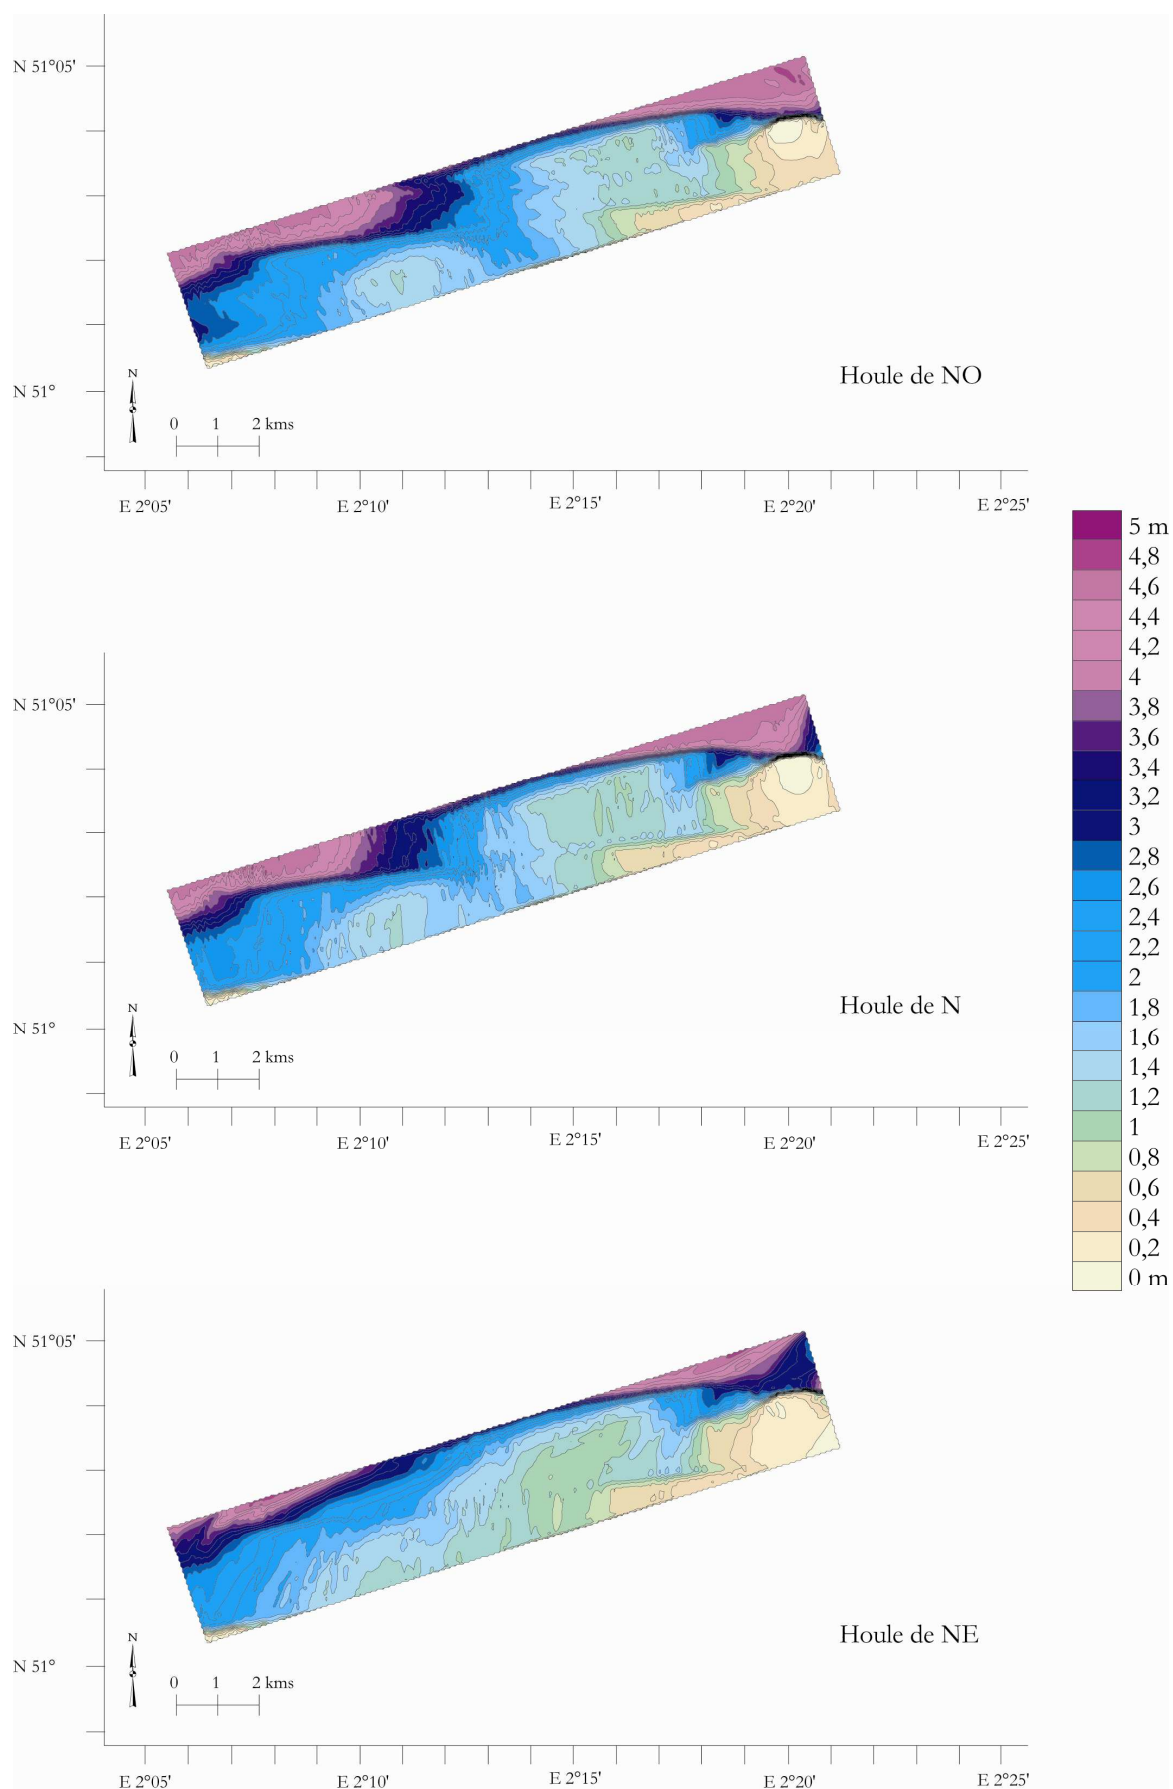 N 51°05'
N 51°
N
0 1 2 kms
Houle de NO
E 2°05' E 2°10' E 2°15' E 2°20' E 2°25'
5 m
4,8
4,6
4,4
4,2
4
3,8
3,6
3,4
3,2
3
2,8
2,6
2,4
2,2
2
1,8
1,6
1,4
1,2
1
0,8
0,6
0,4
0,2
0 m
N 51°05'
N 51°
N
0 1 2 kms
Houle de N
E 2°05' E 2°10' E 2°15' E 2°20' E 2°25'
N 51°05'
N 51°
N
0 1 2 kms
Houle de NE
E 2°05' E 2°10' E 2°15' E 2°20' E 2°25'